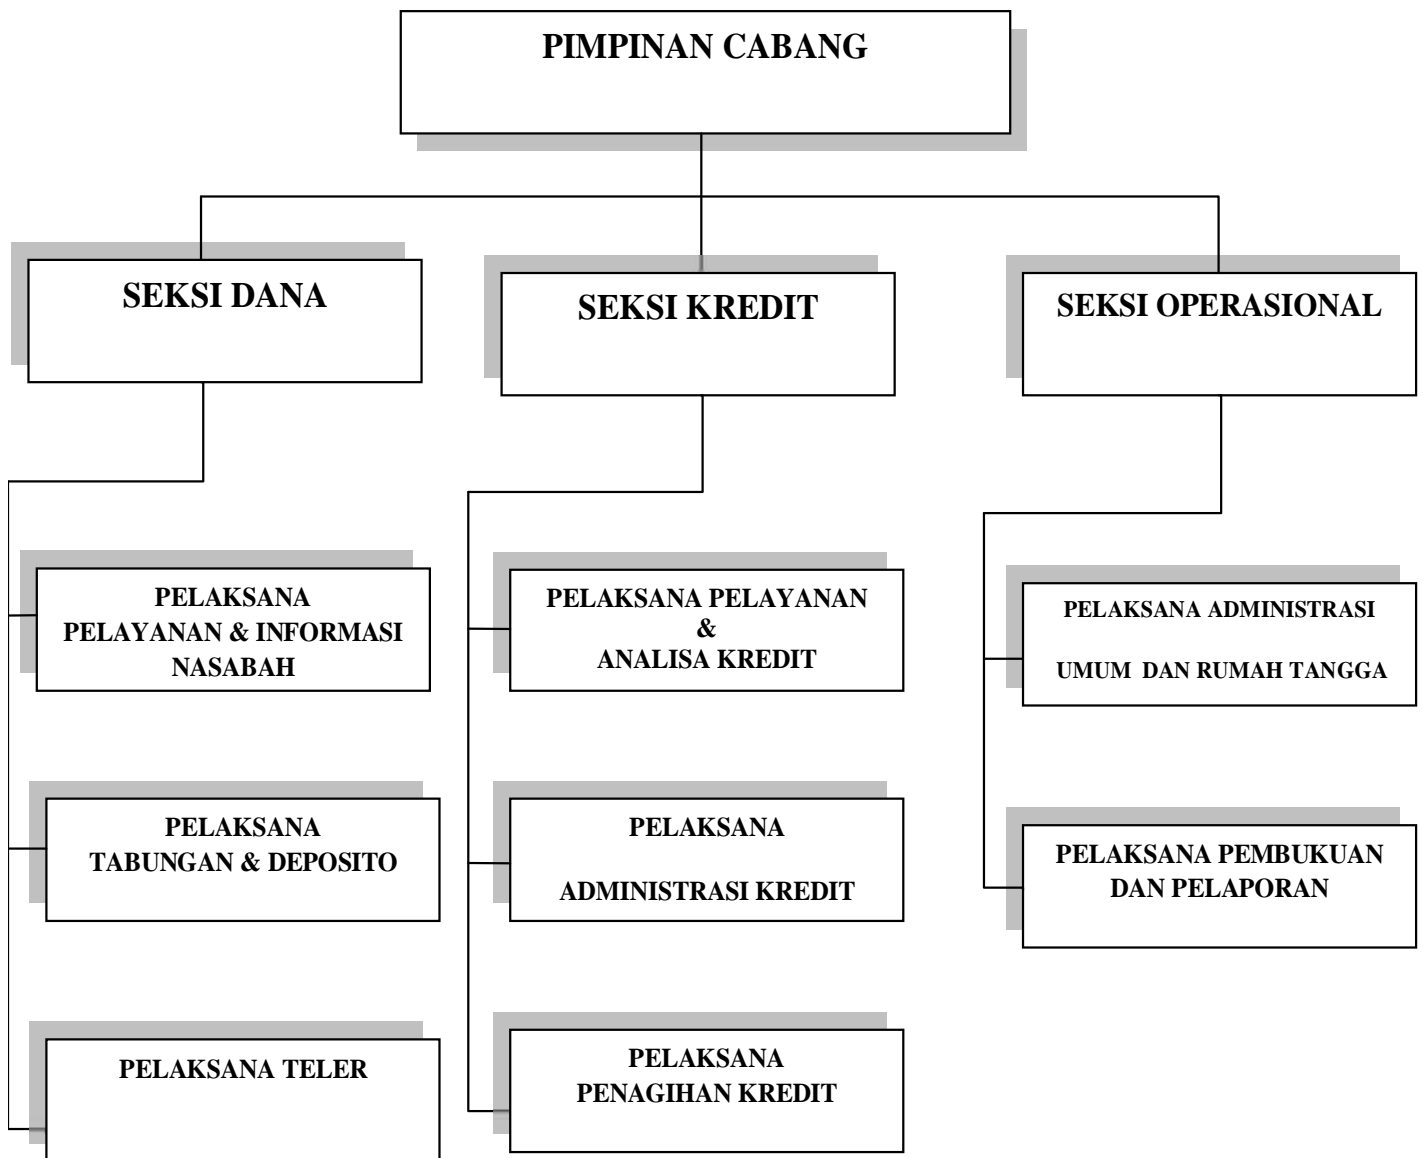 PIMPINAN CABANG
SEKSI DANA
SEKSI KREDIT
SEKSI OPERASIONAL
PELAKSANA
PELAYANAN & INFORMASI
NASABAH
PELAKSANA PELAYANAN
&
ANALISA KREDIT
PELAKSANA ADMINISTRASI
UMUM DAN RUMAH TANGGA
PELAKSANA
TABUNGAN & DEPOSITO
PELAKSANA
ADMINISTRASI KREDIT
PELAKSANA PEMBUKUAN
DAN PELAPORAN
PELAKSANA TELER
PELAKSANA
PENAGIHAN KREDIT